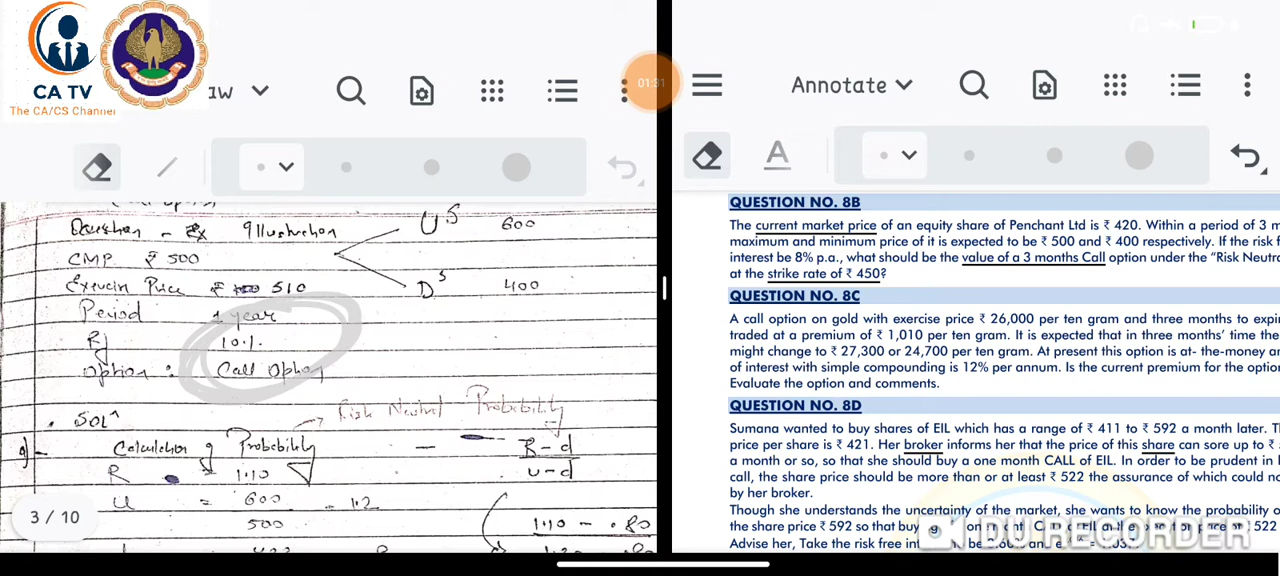 CA TV
The CA/CS Channel
aw
01:31
Annotate
Question - Ex Illustration
US 600
CMP ₹ 500
Exercise Price ₹ 510
DS 400
Period 1 year
Rf 10%
Option : Call Option
Risk Neutral Probability
Soln
a) - Calculation of Probability - R-d
u-d
R = 1.10
u = 600 = 1.2
500
1.10 - .80
3 / 10
QUESTION NO. 8B
The current market price of an equity share of Penchant Ltd is ₹ 420. Within a period of 3 m
maximum and minimum price of it is expected to be ₹ 500 and ₹ 400 respectively. If the risk f
interest be 8% p.a., what should be the value of a 3 months Call option under the “Risk Neutra
at the strike rate of ₹ 450?
QUESTION NO. 8C
A call option on gold with exercise price ₹ 26,000 per ten gram and three months to expir
traded at a premium of ₹ 1,010 per ten gram. It is expected that in three months’ time the
might change to ₹ 27,300 or 24,700 per ten gram. At present this option is at- the-money an
of interest with simple compounding is 12% per annum. Is the current premium for the option
Evaluate the option and comments.
QUESTION NO. 8D
Sumana wanted to buy shares of EIL which has a range of ₹ 411 to ₹ 592 a month later. Th
price per share is ₹ 421. Her broker informs her that the price of this share can sore up to ₹
a month or so, so that she should buy a one month CALL of EIL. In order to be prudent in b
call, the share price should be more than or at least ₹ 522 the assurance of which could no
by her broker.
Though she understands the uncertainty of the market, she wants to know the probability o
the share price ₹ 592 so that buy
522
Advise her, Take the risk free int
DU RECORDER